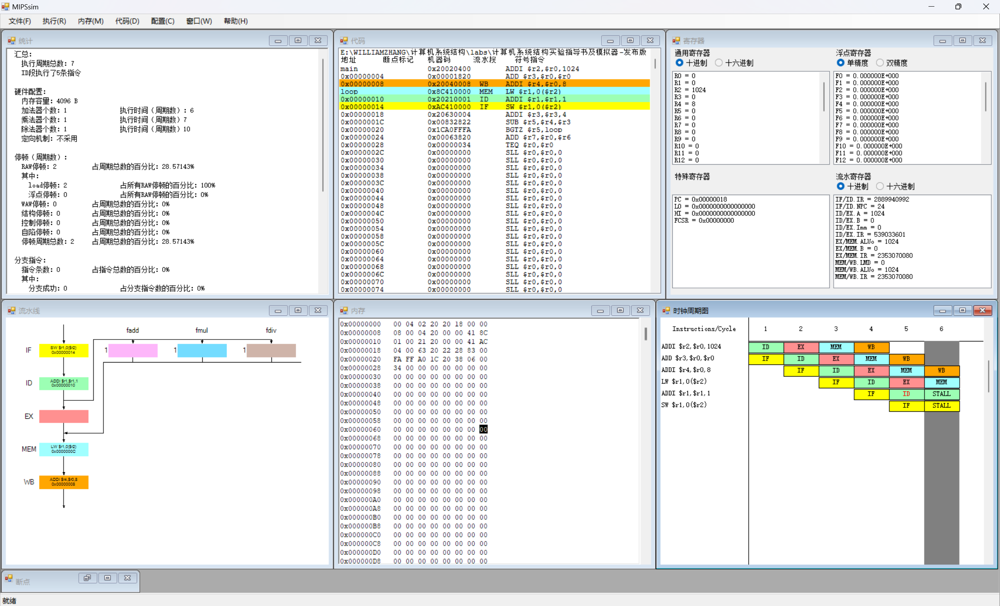 MIPSsim
文件(F) 执行(R) 内存(M) 代码(D) 配置(C) 窗口(W) 帮助(H)
统计
汇总:
执行周期总数: 7
ID段执行了5条指令
硬件配置:
内存容量: 4096 B
加法器个数: 1 执行时间（周期数）: 6
乘法器个数: 1 执行时间（周期数）7
除法器个数: 1 执行时间（周期数）10
定向机制: 不采用
停顿（周期数）:
RAW停顿: 2 占周期总数的百分比: 28.57143%
其中:
load停顿: 2 占所有RAW停顿的百分比: 100%
浮点停顿: 0 占所有RAW停顿的百分比: 0%
WAW停顿: 0 占周期总数的百分比: 0%
结构停顿: 0 占周期总数的百分比: 0%
控制停顿: 0 占周期总数的百分比: 0%
自陷停顿: 0 占周期总数的百分比: 0%
停顿周期总数: 2 占周期总数的百分比: 28.57143%
分支指令:
指令条数: 0 占指令总数的百分比: 0%
其中:
分支成功: 0 占分支指令数的百分比: 0%
代码
E:\WILLIAMZHANG\计算机系统结构\labs\计算机系统结构实验指导书及模拟器-发布版
地址 断点标记 机器码 流水段 符号指令
main 0x20020400 ADDI $r2,$r0,1024
0x00000004 0x00001820 ADD $r3,$r0,$r0
0x00000008 0x20040008 WB ADDI $r4,$r0,8
loop 0x8C410000 MEM LW $r1,0($r2)
0x00000010 0x20210001 ID ADDI $r1,$r1,1
0x00000014 0xAC410000 IF SW $r1,0($r2)
0x00000018 0x20630004 ADDI $r3,$r3,4
0x0000001C 0x00832822 SUB $r5,$r4,$r3
0x00000020 0x1CA0FFFA BGTZ $r5,loop
0x00000024 0x00063820 ADD $r7,$r0,$r6
0x00000028 0x00000034 TEQ $r0,$r0
0x0000002C 0x00000000 SLL $r0,$r0,0
0x00000030 0x00000000 SLL $r0,$r0,0
0x00000034 0x00000000 SLL $r0,$r0,0
0x00000038 0x00000000 SLL $r0,$r0,0
0x0000003C 0x00000000 SLL $r0,$r0,0
0x00000040 0x00000000 SLL $r0,$r0,0
0x00000044 0x00000000 SLL $r0,$r0,0
0x00000048 0x00000000 SLL $r0,$r0,0
0x0000004C 0x00000000 SLL $r0,$r0,0
0x00000050 0x00000000 SLL $r0,$r0,0
0x00000054 0x00000000 SLL $r0,$r0,0
0x00000058 0x00000000 SLL $r0,$r0,0
0x0000005C 0x00000000 SLL $r0,$r0,0
0x00000060 0x00000000 SLL $r0,$r0,0
0x00000064 0x00000000 SLL $r0,$r0,0
0x00000068 0x00000000 SLL $r0,$r0,0
0x0000006C 0x00000000 SLL $r0,$r0,0
0x00000070 0x00000000 SLL $r0,$r0,0
0x00000074 0x00000000 SLL $r0,$r0,0
寄存器
通用寄存器
十进制 十六进制
R0 = 0
R1 = 0
R2 = 1024
R3 = 0
R4 = 8
R5 = 0
R6 = 0
R7 = 0
R8 = 0
R9 = 0
R10 = 0
R11 = 0
R12 = 0
浮点寄存器
单精度 双精度
F0 = 0.000000E+000
F1 = 0.000000E+000
F2 = 0.000000E+000
F3 = 0.000000E+000
F4 = 0.000000E+000
F5 = 0.000000E+000
F6 = 0.000000E+000
F7 = 0.000000E+000
F8 = 0.000000E+000
F9 = 0.000000E+000
F10 = 0.000000E+000
F11 = 0.000000E+000
F12 = 0.000000E+000
特殊寄存器
PC = 0x00000018
LO = 0x0000000000000000
HI = 0x0000000000000000
FCSR = 0x00000000
流水寄存器
十进制 十六进制
IF/ID.IR = 2889940992
IF/ID.NPC = 24
ID/EX.A = 1024
ID/EX.B = 0
ID/EX.Imm = 0
ID/EX.IR = 539033601
EX/MEM.ALUo = 1024
EX/MEM.B = 0
EX/MEM.IR = 2353070080
MEM/WB.LMD = 0
MEM/WB.ALUo = 1024
MEM/WB.IR = 2353070080
流水线
fadd fmul fdiv
IF SW $r1,0($r2)
0x00000014
1 1 1
ID ADDI $r1,$r1,1
0x00000010
EX
MEM LW $r1,0($r2)
0x0000000C
WB ADDI $r4,$r0,8
0x00000008
内存
0x00000000 00 04 02 20 20 18 00 00
0x00000008 08 00 04 20 00 00 41 8C
0x00000010 01 00 21 20 00 00 41 AC
0x00000018 04 00 63 20 22 28 83 00
0x00000020 FA FF A0 1C 20 38 06 00
0x00000028 34 00 00 00 00 00 00 00
0x00000030 00 00 00 00 00 00 00 00
0x00000038 00 00 00 00 00 00 00 00
0x00000040 00 00 00 00 00 00 00 00
0x00000048 00 00 00 00 00 00 00 00
0x00000050 00 00 00 00 00 00 00 00
0x00000058 00 00 00 00 00 00 00 00
0x00000060 00 00 00 00 00 00 00 00
0x00000068 00 00 00 00 00 00 00 00
0x00000070 00 00 00 00 00 00 00 00
0x00000078 00 00 00 00 00 00 00 00
0x00000080 00 00 00 00 00 00 00 00
0x00000088 00 00 00 00 00 00 00 00
0x00000090 00 00 00 00 00 00 00 00
0x00000098 00 00 00 00 00 00 00 00
0x000000A0 00 00 00 00 00 00 00 00
0x000000A8 00 00 00 00 00 00 00 00
0x000000B0 00 00 00 00 00 00 00 00
0x000000B8 00 00 00 00 00 00 00 00
0x000000C0 00 00 00 00 00 00 00 00
0x000000C8 00 00 00 00 00 00 00 00
0x000000D0 00 00 00 00 00 00 00 00
0x000000D8 00 00 00 00 00 00 00 00
时钟周期图
Instructions/Cycle 1 2 3 4 5 6
ADDI $r2,$r0,1024 ID EX MEM WB
ADD $r3,$r0,$r0 IF ID EX MEM WB
ADDI $r4,$r0,8 IF ID EX MEM WB
LW $r1,0($r2) IF ID EX MEM
ADDI $r1,$r1,1 IF ID STALL
SW $r1,0($r2) IF STALL
断点
就绪